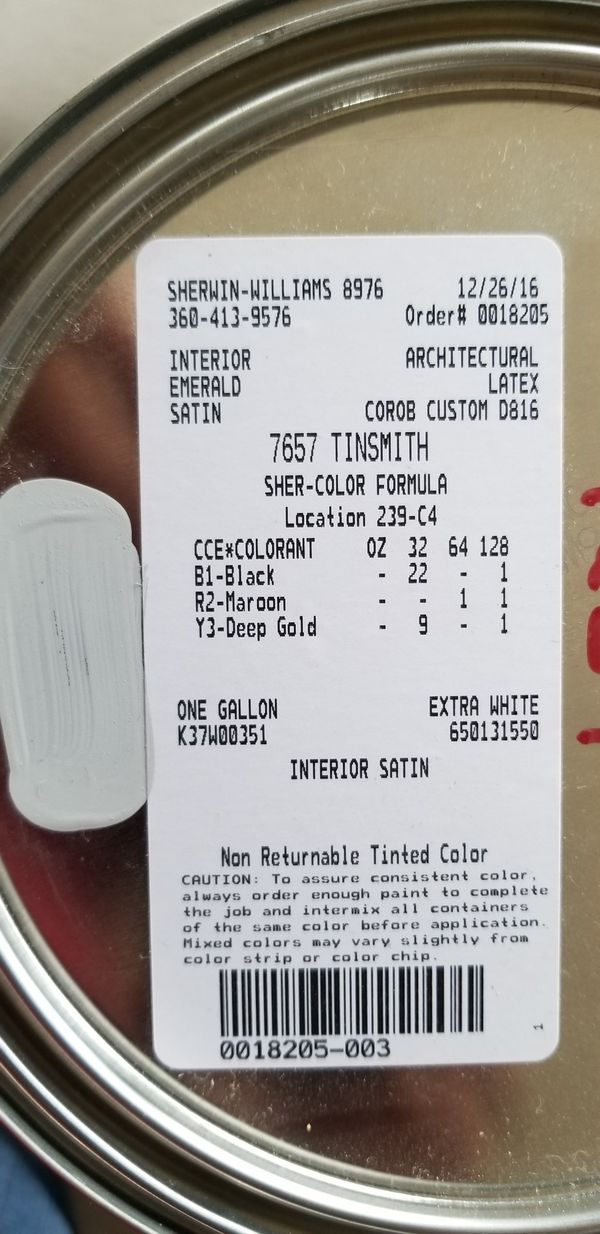 SHERWIN-WILLIAMS 8976 12/26/16
360-413-9576 Order# 0018205
INTERIOR ARCHITECTURAL
EMERALD LATEX
SATIN COROB CUSTOM D816
7657 TINSMITH
SHER-COLOR FORMULA
Location 239-C4
CCE*COLORANT OZ 32 64 128
B1-Black - 22 - 1
R2-Maroon - - 1 1
Y3-Deep Gold - 9 - 1
ONE GALLON EXTRA WHITE
K37W00351 650131550
INTERIOR SATIN
Non Returnable Tinted Color
CAUTION: To assure consistent color,
always order enough paint to complete
the job and intermix all containers
of the same color before application.
Mixed colors may vary slightly from
color strip or color chip.
0018205-003
1